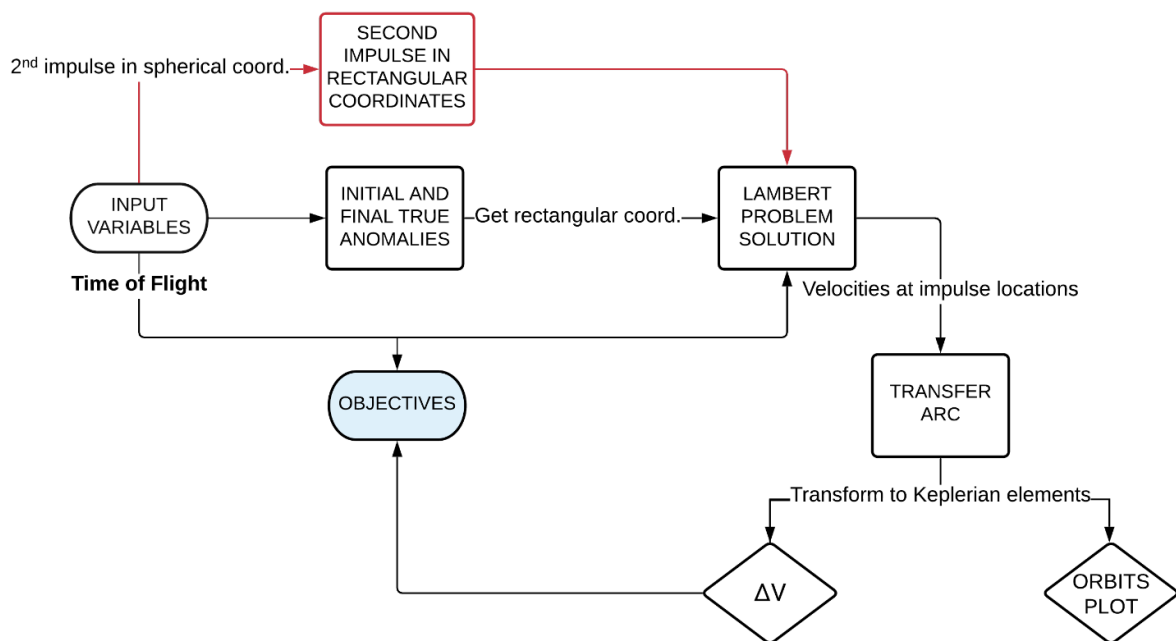 SECOND
IMPULSE IN
RECTANGULAR
COORDINATES
2nd impulse in spherical coord.
INPUT
VARIABLES
INITIAL AND
FINAL TRUE
ANOMALIES
Get rectangular coord.
LAMBERT
PROBLEM
SOLUTION
Time of Flight
Velocities at impulse locations
OBJECTIVES
TRANSFER
ARC
Transform to Keplerian elements
ΔV
ORBITS
PLOT